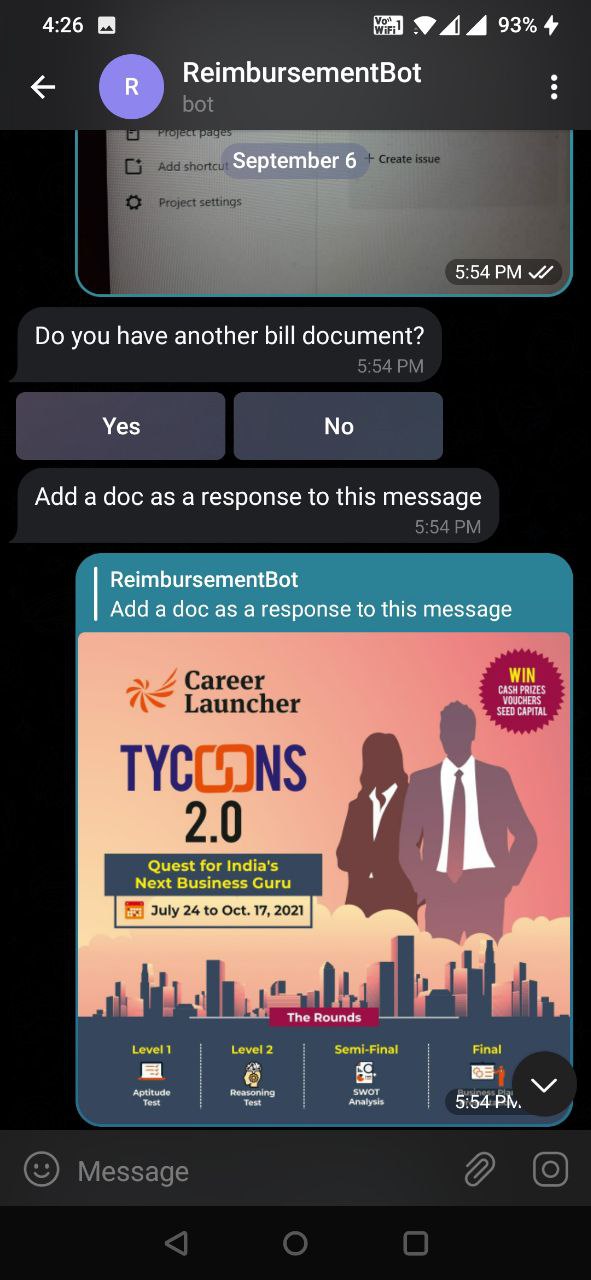 4:26
Vo WiFi 1
93%
R
ReimbursementBot
bot
Project pages
September 6
Add shortcut
+ Create issue
Project settings
5:54 PM
Do you have another bill document?
5:54 PM
Yes
No
Add a doc as a response to this message
5:54 PM
ReimbursementBot
Add a doc as a response to this message
Career
Launcher
WIN
CASH PRIZES
VOUCHERS
SEED CAPITAL
TYCOONS
2.0
Quest for India's
Next Business Guru
July 24 to Oct. 17, 2021
The Rounds
Level 1
Aptitude
Test
Level 2
Reasoning
Test
Semi-Final
SWOT
Analysis
Final
5:54 PM
Message